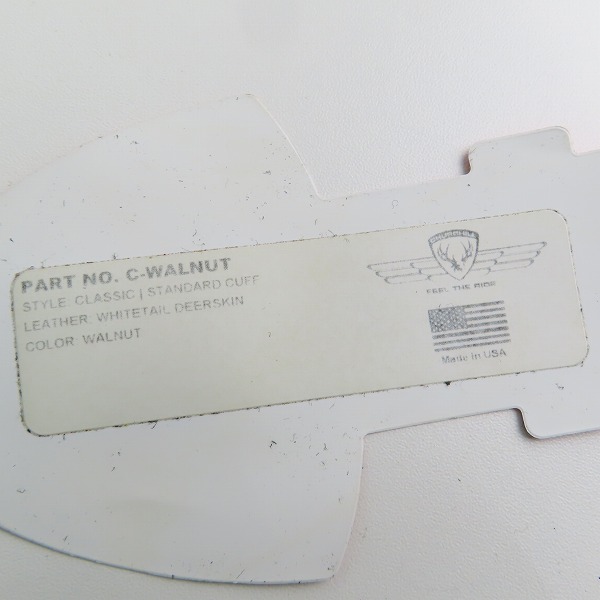 PART NO. C-WALNUT
STYLE: CLASSIC | STANDARD CUFF
LEATHER: WHITETAIL DEERSKIN
COLOR: WALNUT
FEEL THE RIDE
Made in USA